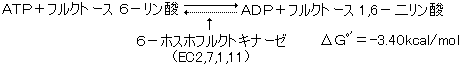 ATP+フルクトース 6-リン酸 ADP+フルクトース1,6-二リン酸
6-ホスホフルクトキナーゼ ΔG°'=-3.40kcal/mol
(EC2,7,1,11)